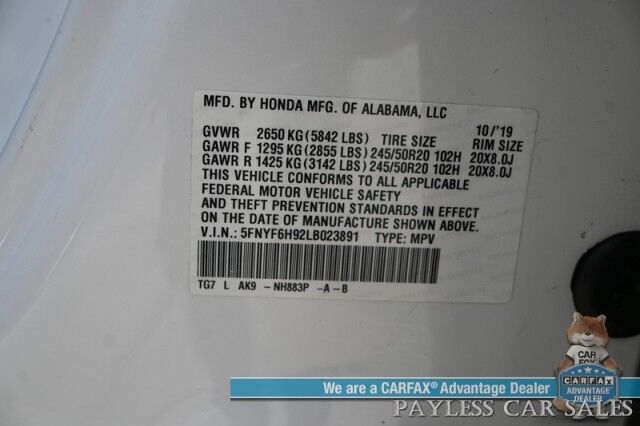 MFD. BY HONDA MFG. OF ALABAMA, LLC
10/'19
GVWR 2650 KG(5842 LBS) TIRE SIZE RIM SIZE
GAWR F 1295 KG(2855 LBS)245/50R20 102H 20X8.0J
GAWR R 1425 KG(3142 LBS)245/50R20 102H 20X8.0J
THIS VEHICLE CONFORMS TO ALL APPLICABLE
FEDERAL MOTOR VEHICLE SAFETY
AND THEFT PREVENTION STANDARDS IN EFFECT
ON THE DATE OF MANUFACTURE SHOWN ABOVE.
V.I.N.: 5FNYF6H92LB023891 TYPE: MPV
TG7 L AK9 -NH883P -A-B
CAR
FOX
We are a CARFAX® Advantage Dealer
CARFAX
ADVANTAGE
DEALER
PAYLESS CAR SALES